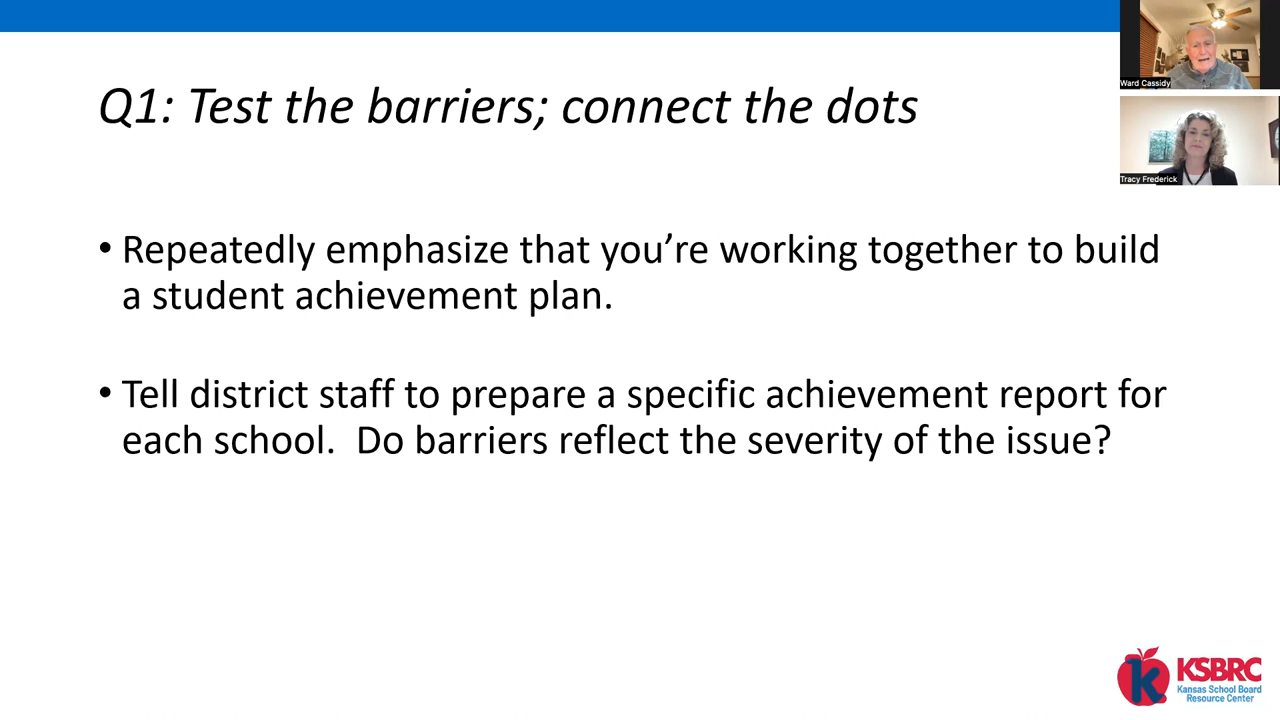 Q1: Test the barriers; connect the dots
Ward Cassidy
Tracy Frederick
• Repeatedly emphasize that you’re working together to build
a student achievement plan.
• Tell district staff to prepare a specific achievement report for
each school.  Do barriers reflect the severity of the issue?
KSBRC
Kansas School Board
Resource Center